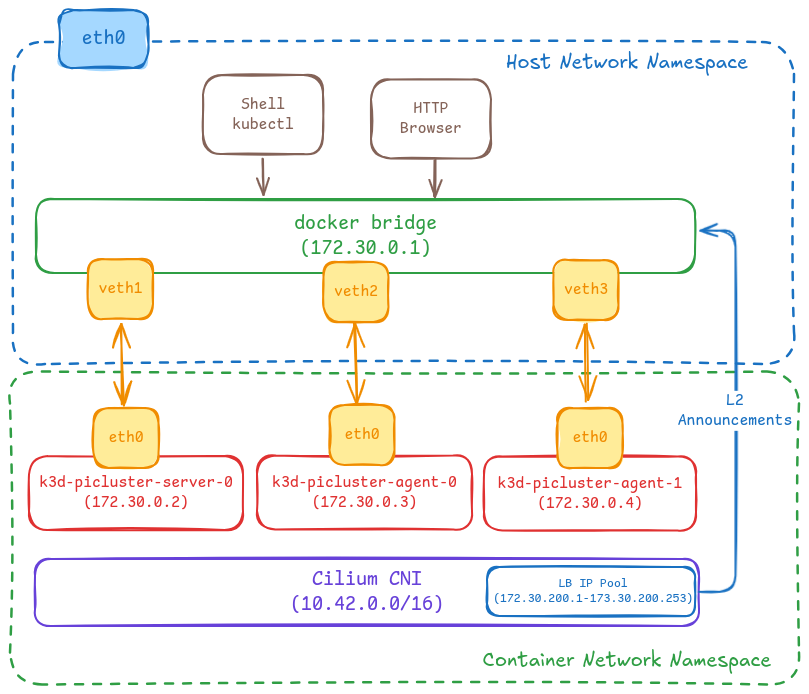 eth0
Host Network Namespace
Shell
kubectl
HTTP
Browser
docker bridge
(172.30.0.1)
veth1
veth2
veth3
L2
Announcements
eth0
eth0
eth0
k3d-picluster-server-0
(172.30.0.2)
k3d-picluster-agent-0
(172.30.0.3)
k3d-picluster-agent-1
(172.30.0.4)
Cilium CNI
(10.42.0.0/16)
LB IP Pool
(172.30.200.1-173.30.200.253)
Container Network Namespace